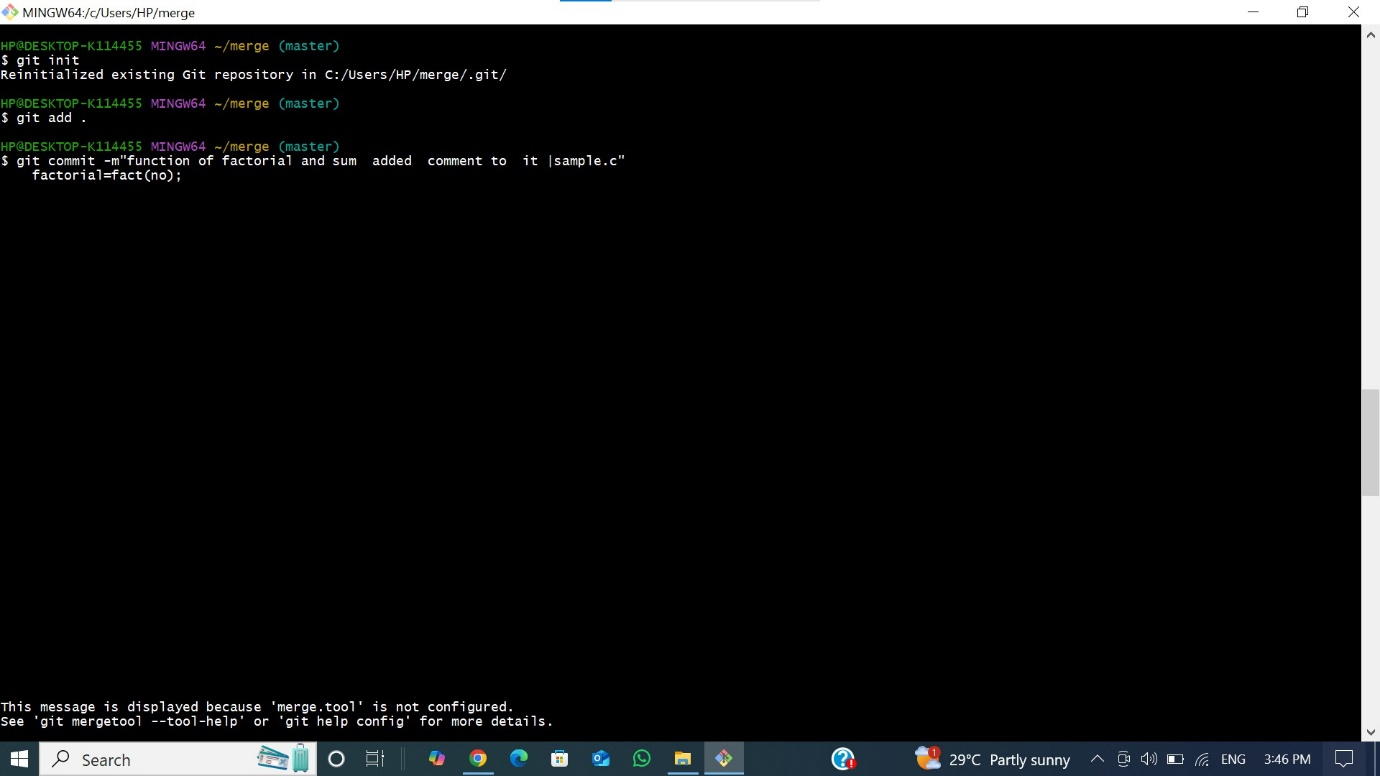 MINGW64:/c/Users/HP/merge
HP@DESKTOP-K114455 MINGW64 ~/merge (master)
$ git init
Reinitialized existing Git repository in C:/Users/HP/merge/.git/
HP@DESKTOP-K114455 MINGW64 ~/merge (master)
$ git add .
HP@DESKTOP-K114455 MINGW64 ~/merge (master)
$ git commit -m"function of factorial and sum  added  comment to  it |sample.c"
    factorial=fact(no);
This message is displayed because 'merge.tool' is not configured.
See 'git mergetool --tool-help' or 'git help config' for more details.
Search
1
29°C Partly sunny
ENG
3:46 PM